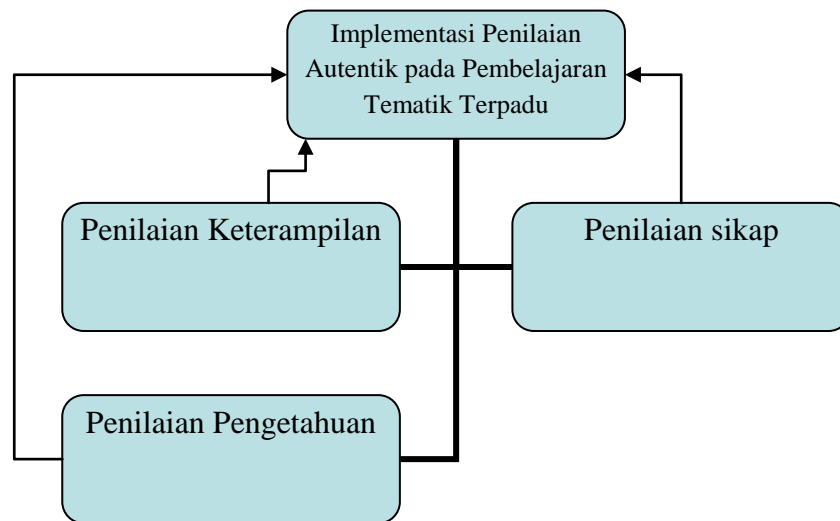 Implementasi Penilaian
Autentik pada Pembelajaran
Tematik Terpadu
Penilaian Keterampilan
Penilaian sikap
Penilaian Pengetahuan